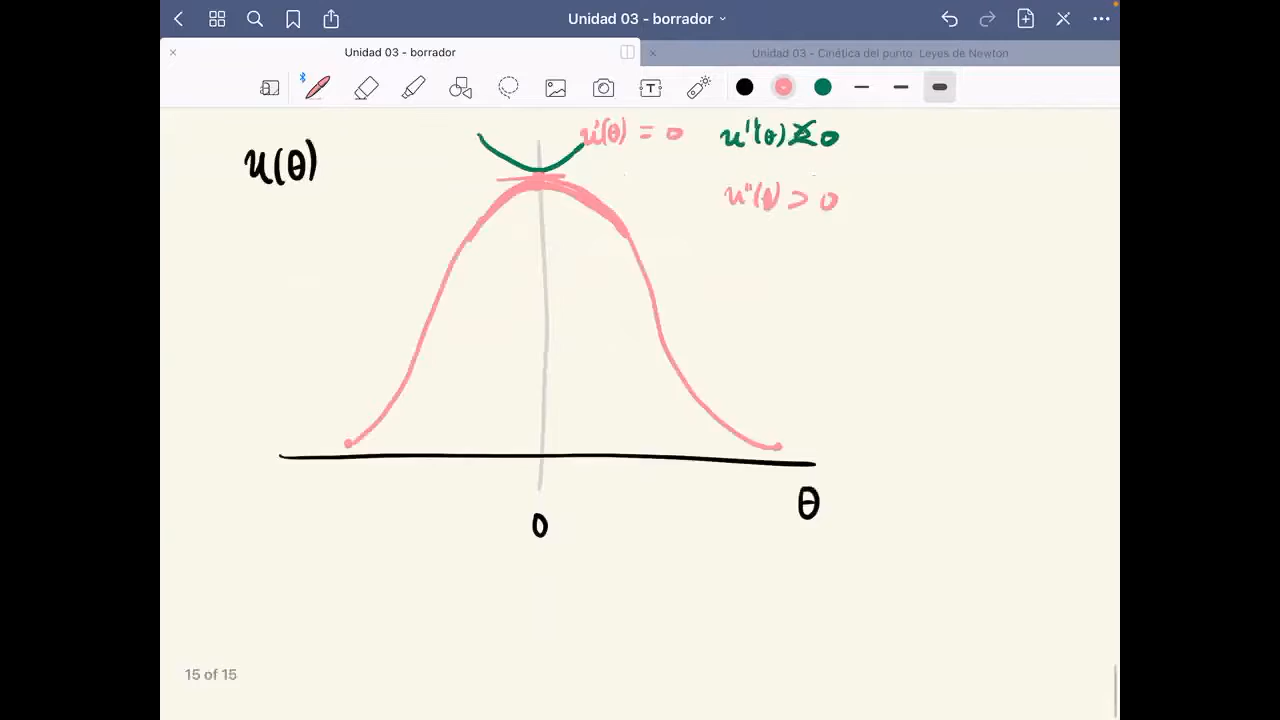 Unidad 03 - borrador
Unidad 03 - borrador
Unidad 03 - Cinética del punto: Leyes de Newton
T
u'(θ) = 0
u''(θ)
0
u(θ)
u''(θ) > 0
θ
0
15 of 15